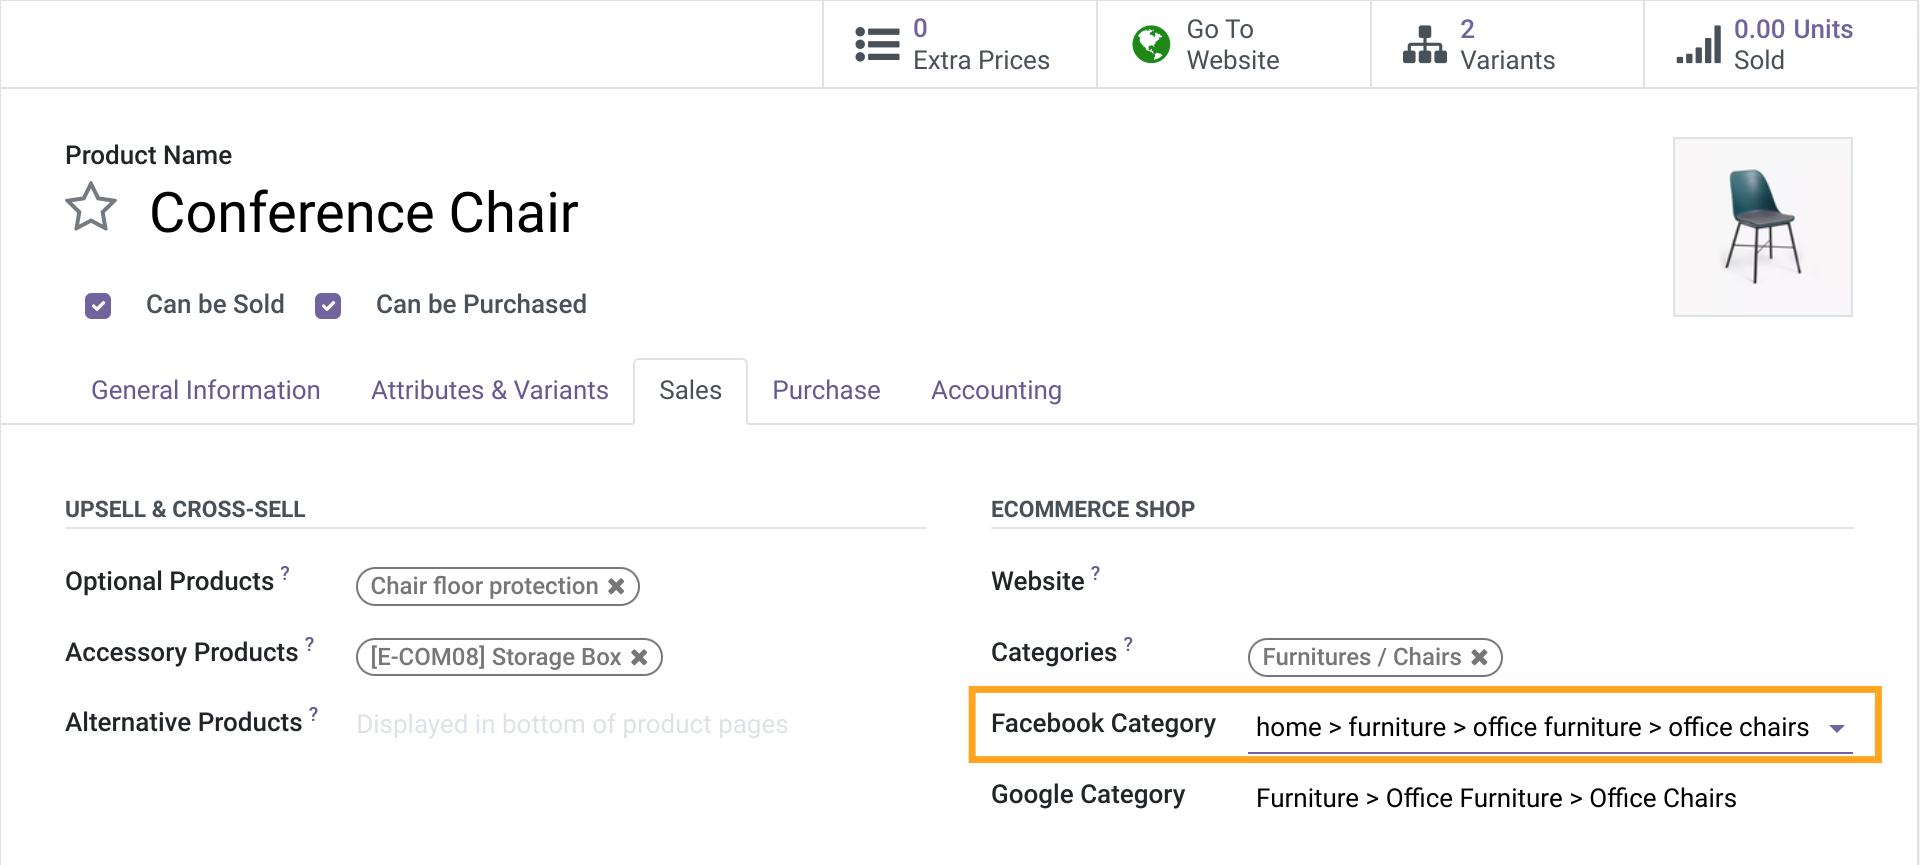 0
Extra Prices
Go To
Website
2
Variants
0.00 Units
Sold
Product Name
Conference Chair
Can be Sold
Can be Purchased
General Information
Attributes & Variants
Sales
Purchase
Accounting
UPSELL & CROSS-SELL
Optional Products ?
Chair floor protection ✖
Accessory Products ?
[E-COM08] Storage Box ✖
Alternative Products ?
Displayed in bottom of product pages
ECOMMERCE SHOP
Website ?
Categories ?
Furnitures / Chairs ✖
Facebook Category
home > furniture > office furniture > office chairs
Google Category
Furniture > Office Furniture > Office Chairs